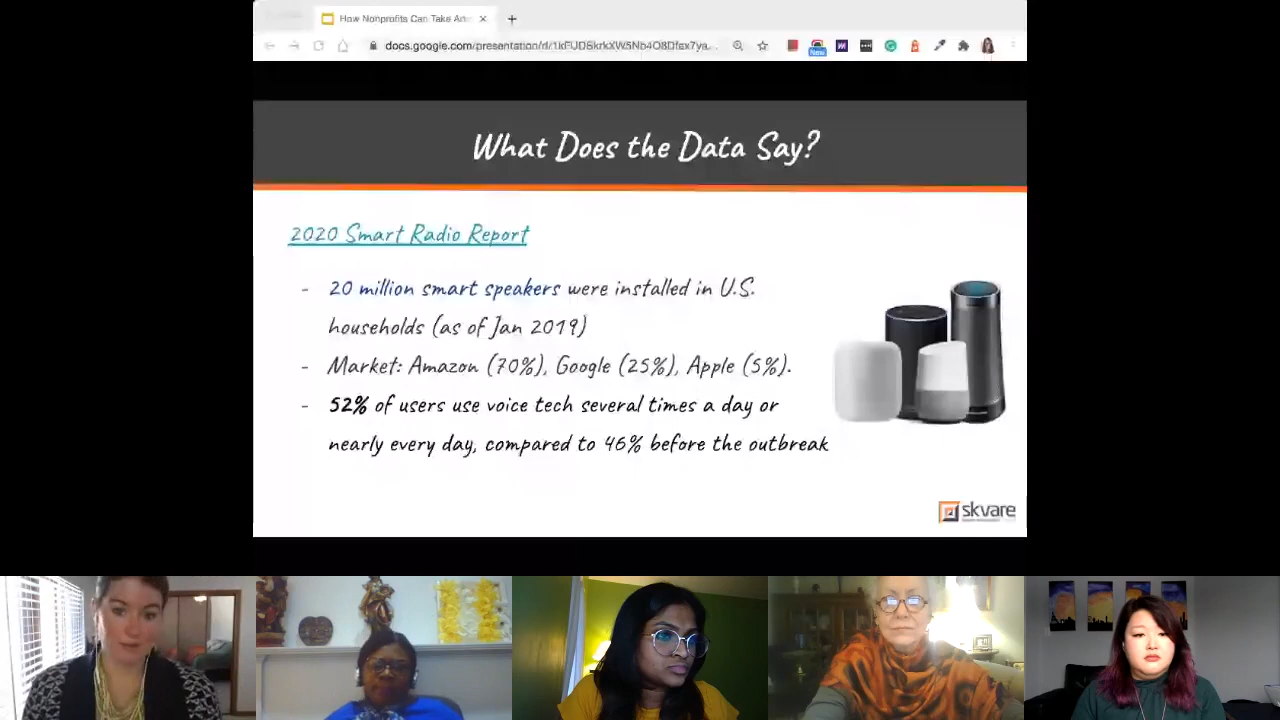 How Nonprofits Can Take
docs.google.com/presentation/d/
New
What Does the Data Say?
2020 Smart Radio Report
- 20 million smart speakers were installed in U.S.
households (as of Jan 2019)
- Market: Amazon (70%), Google (25%), Apple (5%).
- 52% of users use voice tech several times a day or
nearly every day, compared to 46% before the outbreak
skvare